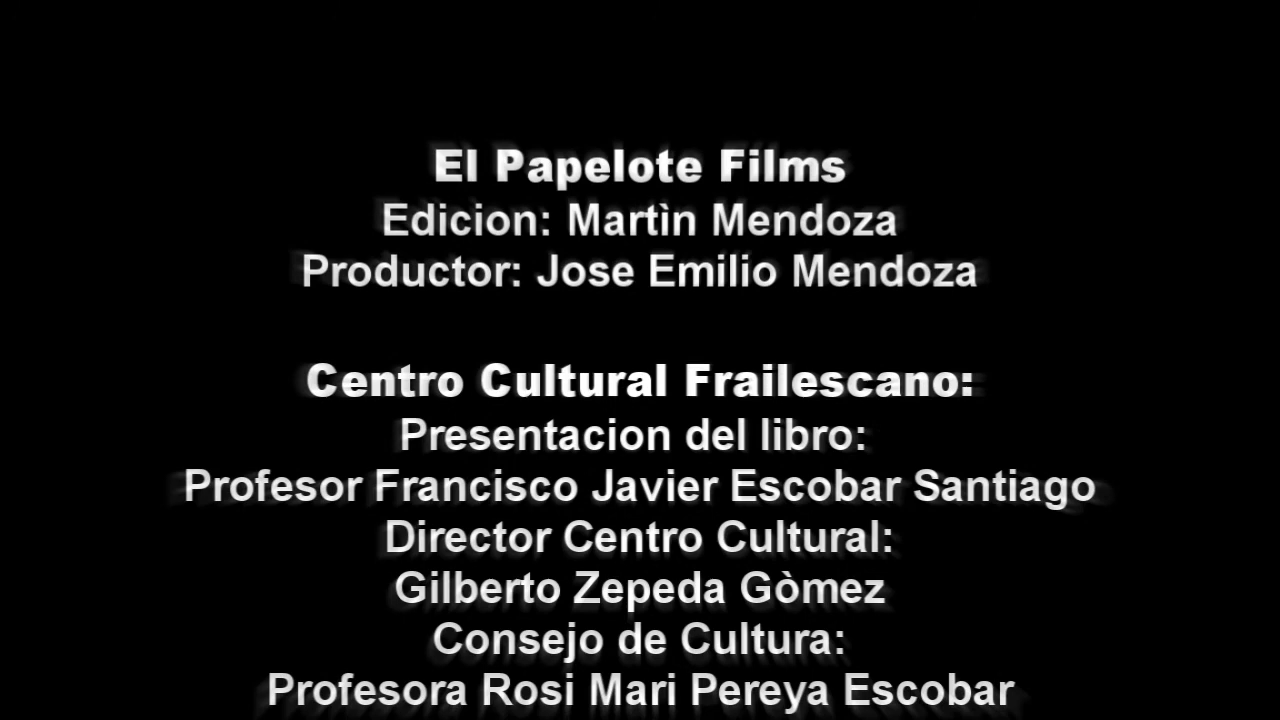 El Papelote Films
Edicion: Martìn Mendoza
Productor: Jose Emilio Mendoza
Centro Cultural Frailescano:
Presentacion del libro:
Profesor Francisco Javier Escobar Santiago
Director Centro Cultural:
Gilberto Zepeda Gòmez
Consejo de Cultura:
Profesora Rosi Mari Pereya Escobar